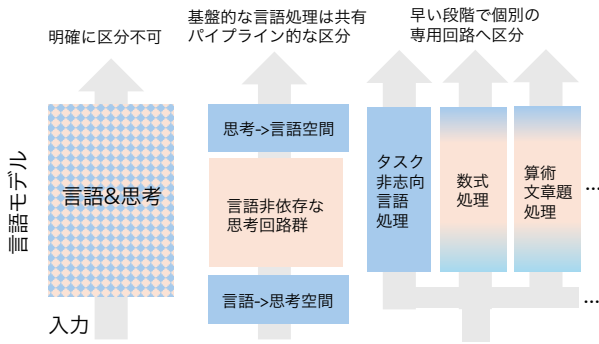 明確に区分不可
基盤的な言語処理は共有
パイプライン的な区分
早い段階で個別の
専用回路へ区分
言語モデル
言語&思考
思考->言語空間
言語非依存な
思考回路群
言語->思考空間
タスク
非志向
言語
処理
数式
処理
算術
文章題
処理
...
...
入力